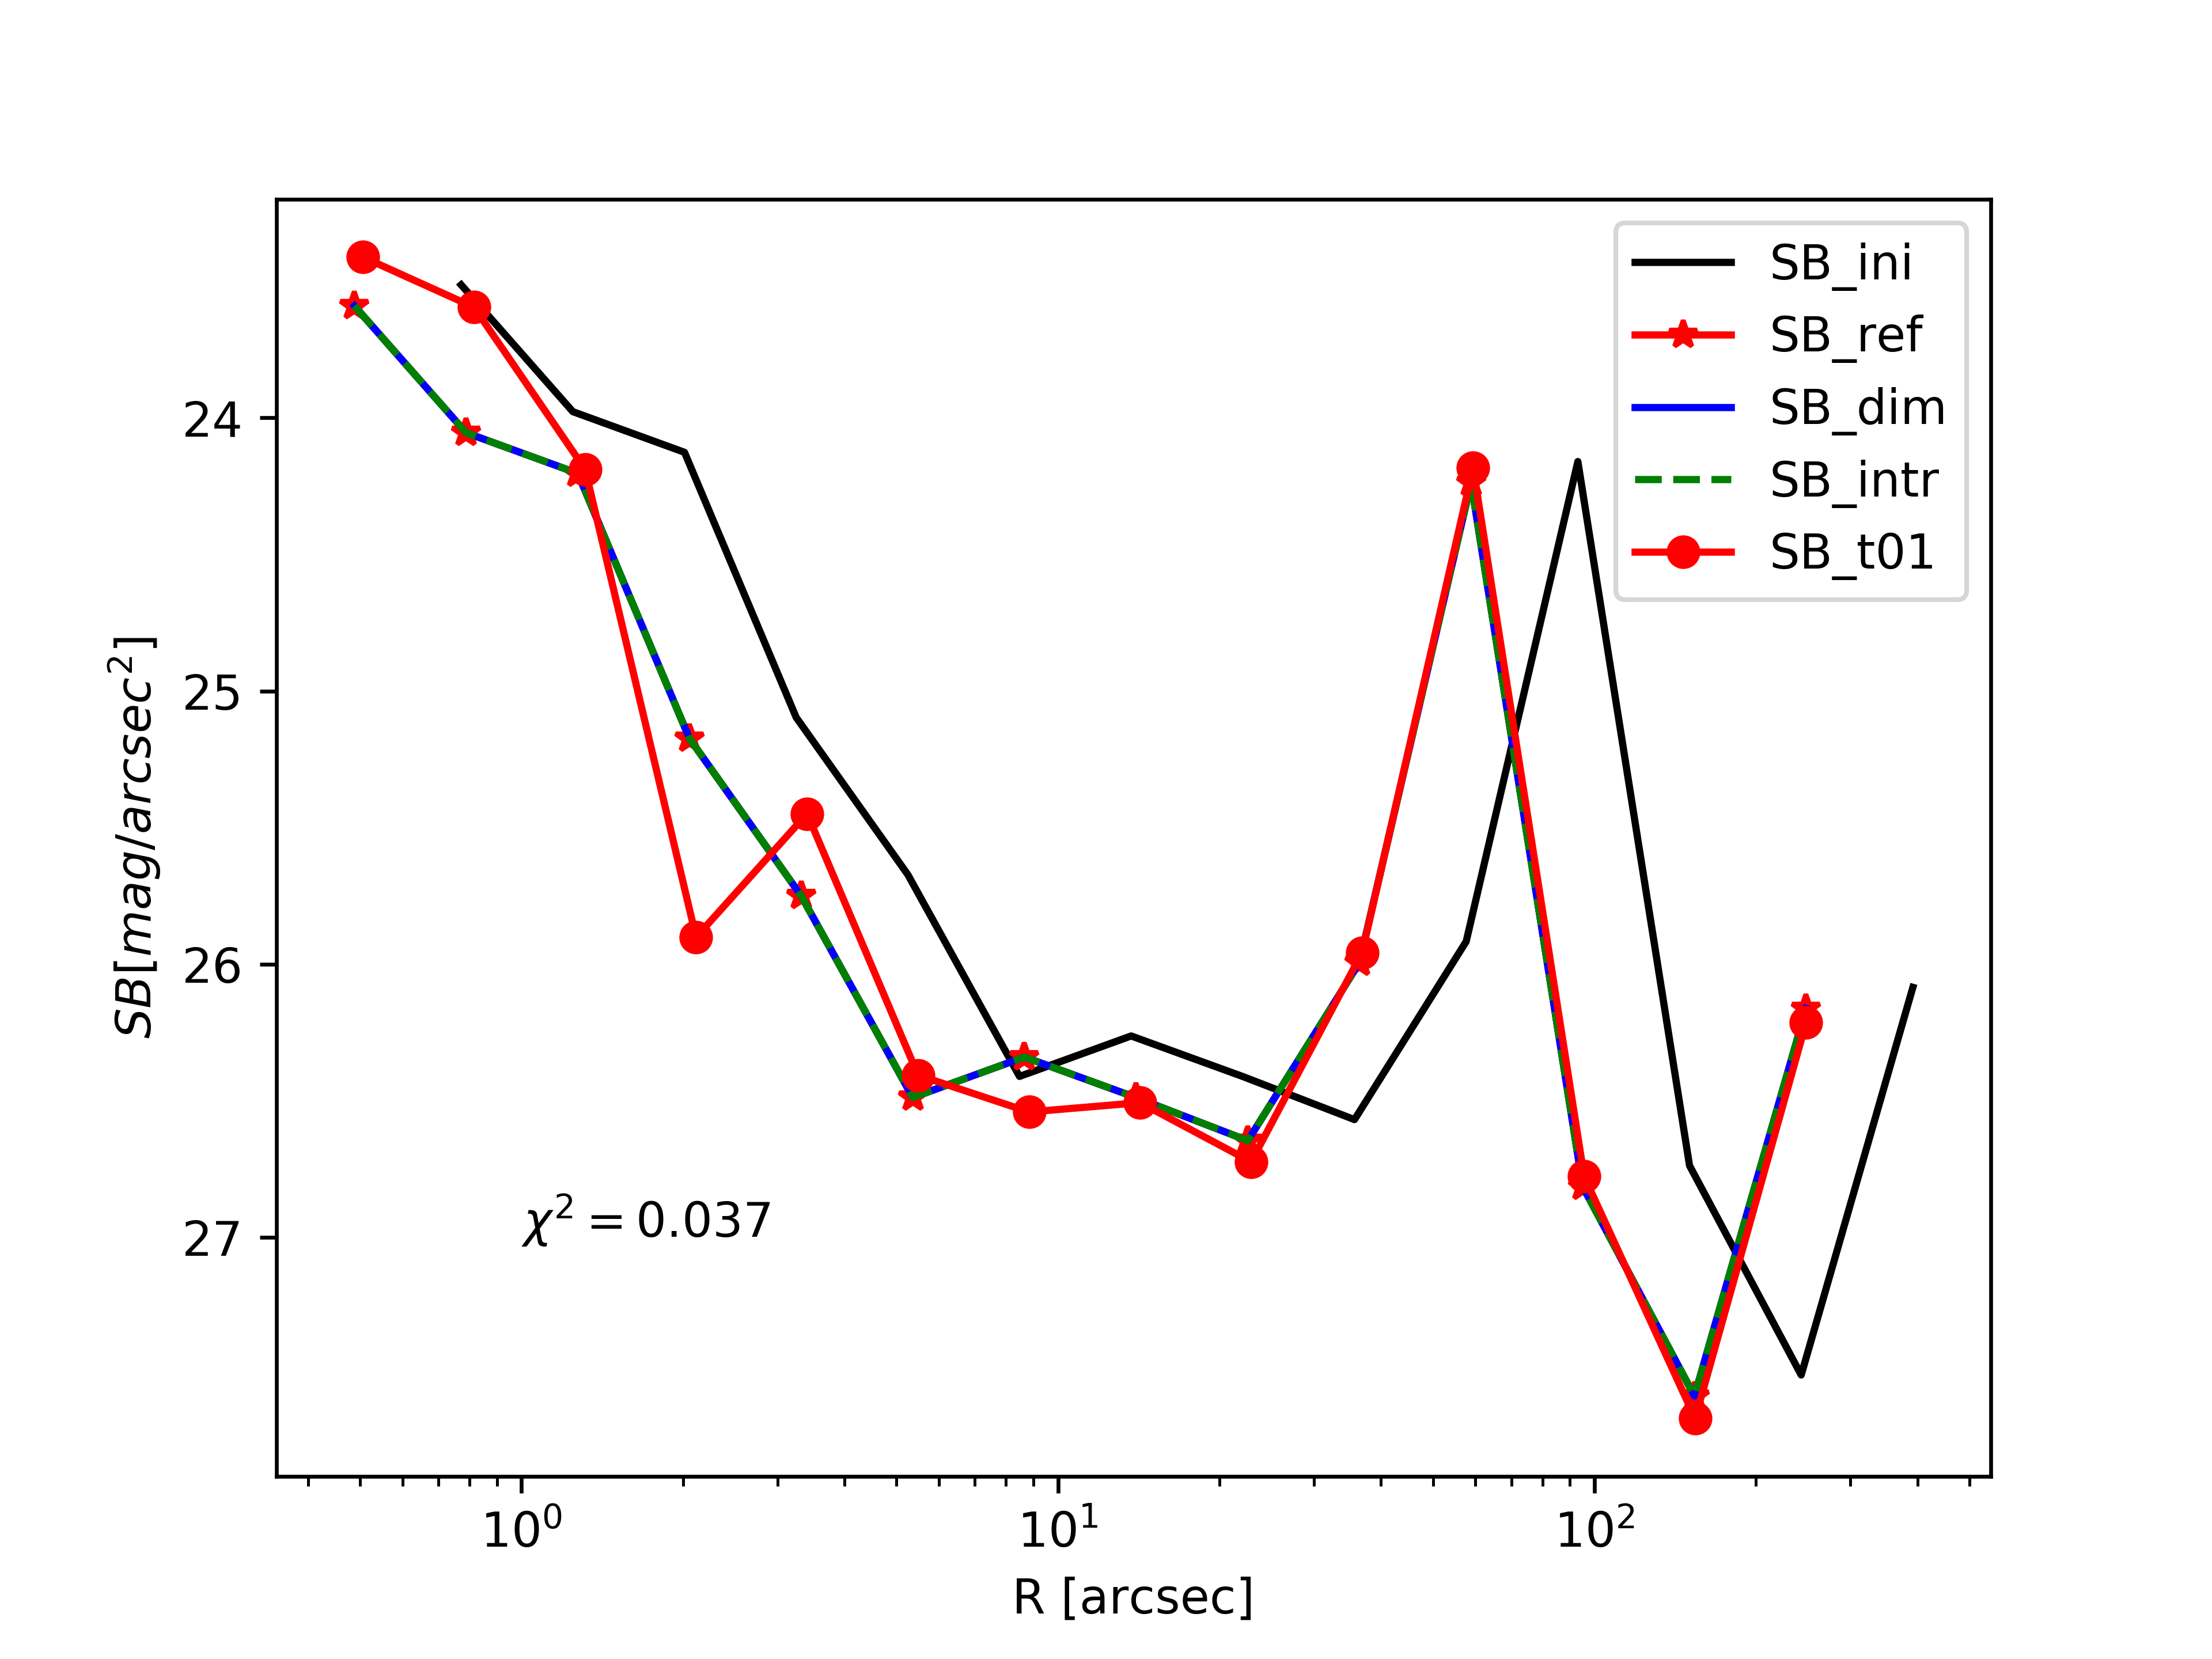 SB_ini
SB_ref
SB_dim
SB_intr
SB_t01
24
25
26
27
SB[mag/arcsec²]
χ² = 0.037
10⁰
10¹
10²
R [arcsec]